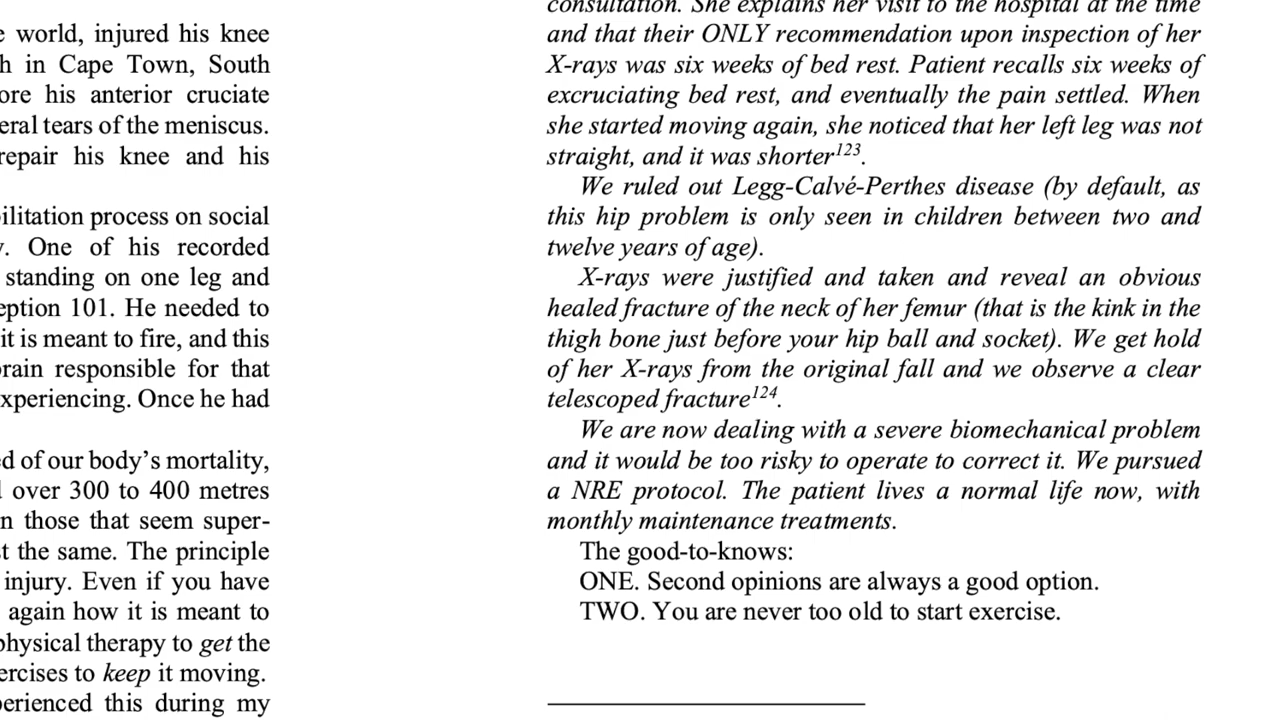 world, injured his knee
in Cape Town, South
his anterior cruciate
tears of the meniscus.
repair his knee and his
process on social
One of his recorded
standing on one leg and
101. He needed to
it is meant to fire, and this
responsible for that
Once he had
of our body’s mortality,
over 300 to 400 metres
those that seem super-
the same. The principle
injury. Even if you have
again how it is meant to
physical therapy to get the
to keep it moving.
this during my
consultation. She explains her visit to the hospital at the time
and that their ONLY recommendation upon inspection of her
X-rays was six weeks of bed rest. Patient recalls six weeks of
excruciating bed rest, and eventually the pain settled. When
she started moving again, she noticed that her left leg was not
straight, and it was shorter123.
We ruled out Legg-Calvé-Perthes disease (by default, as
this hip problem is only seen in children between two and
twelve years of age).
X-rays were justified and taken and reveal an obvious
healed fracture of the neck of her femur (that is the kink in the
thigh bone just before your hip ball and socket). We get hold
of her X-rays from the original fall and we observe a clear
telescoped fracture124.
We are now dealing with a severe biomechanical problem
and it would be too risky to operate to correct it. We pursued
a NRE protocol. The patient lives a normal life now, with
monthly maintenance treatments.
The good-to-knows:
ONE. Second opinions are always a good option.
TWO. You are never too old to start exercise.